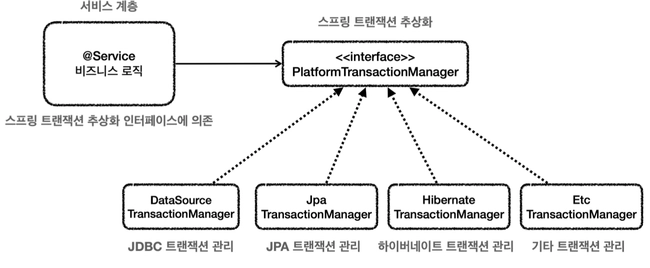 서비스 계층
스프링 트랜잭션 추상화
@Service
비즈니스 로직
<<interface>>
PlatformTransactionManager
스프링 트랜잭션 추상화 인터페이스에 의존
DataSource
TransactionManager
Jpa
TransactionManager
Hibernate
TransactionManager
Etc
TransactionManager
JDBC 트랜잭션 관리
JPA 트랜잭션 관리
하이버네이트 트랜잭션 관리
기타 트랜잭션 관리